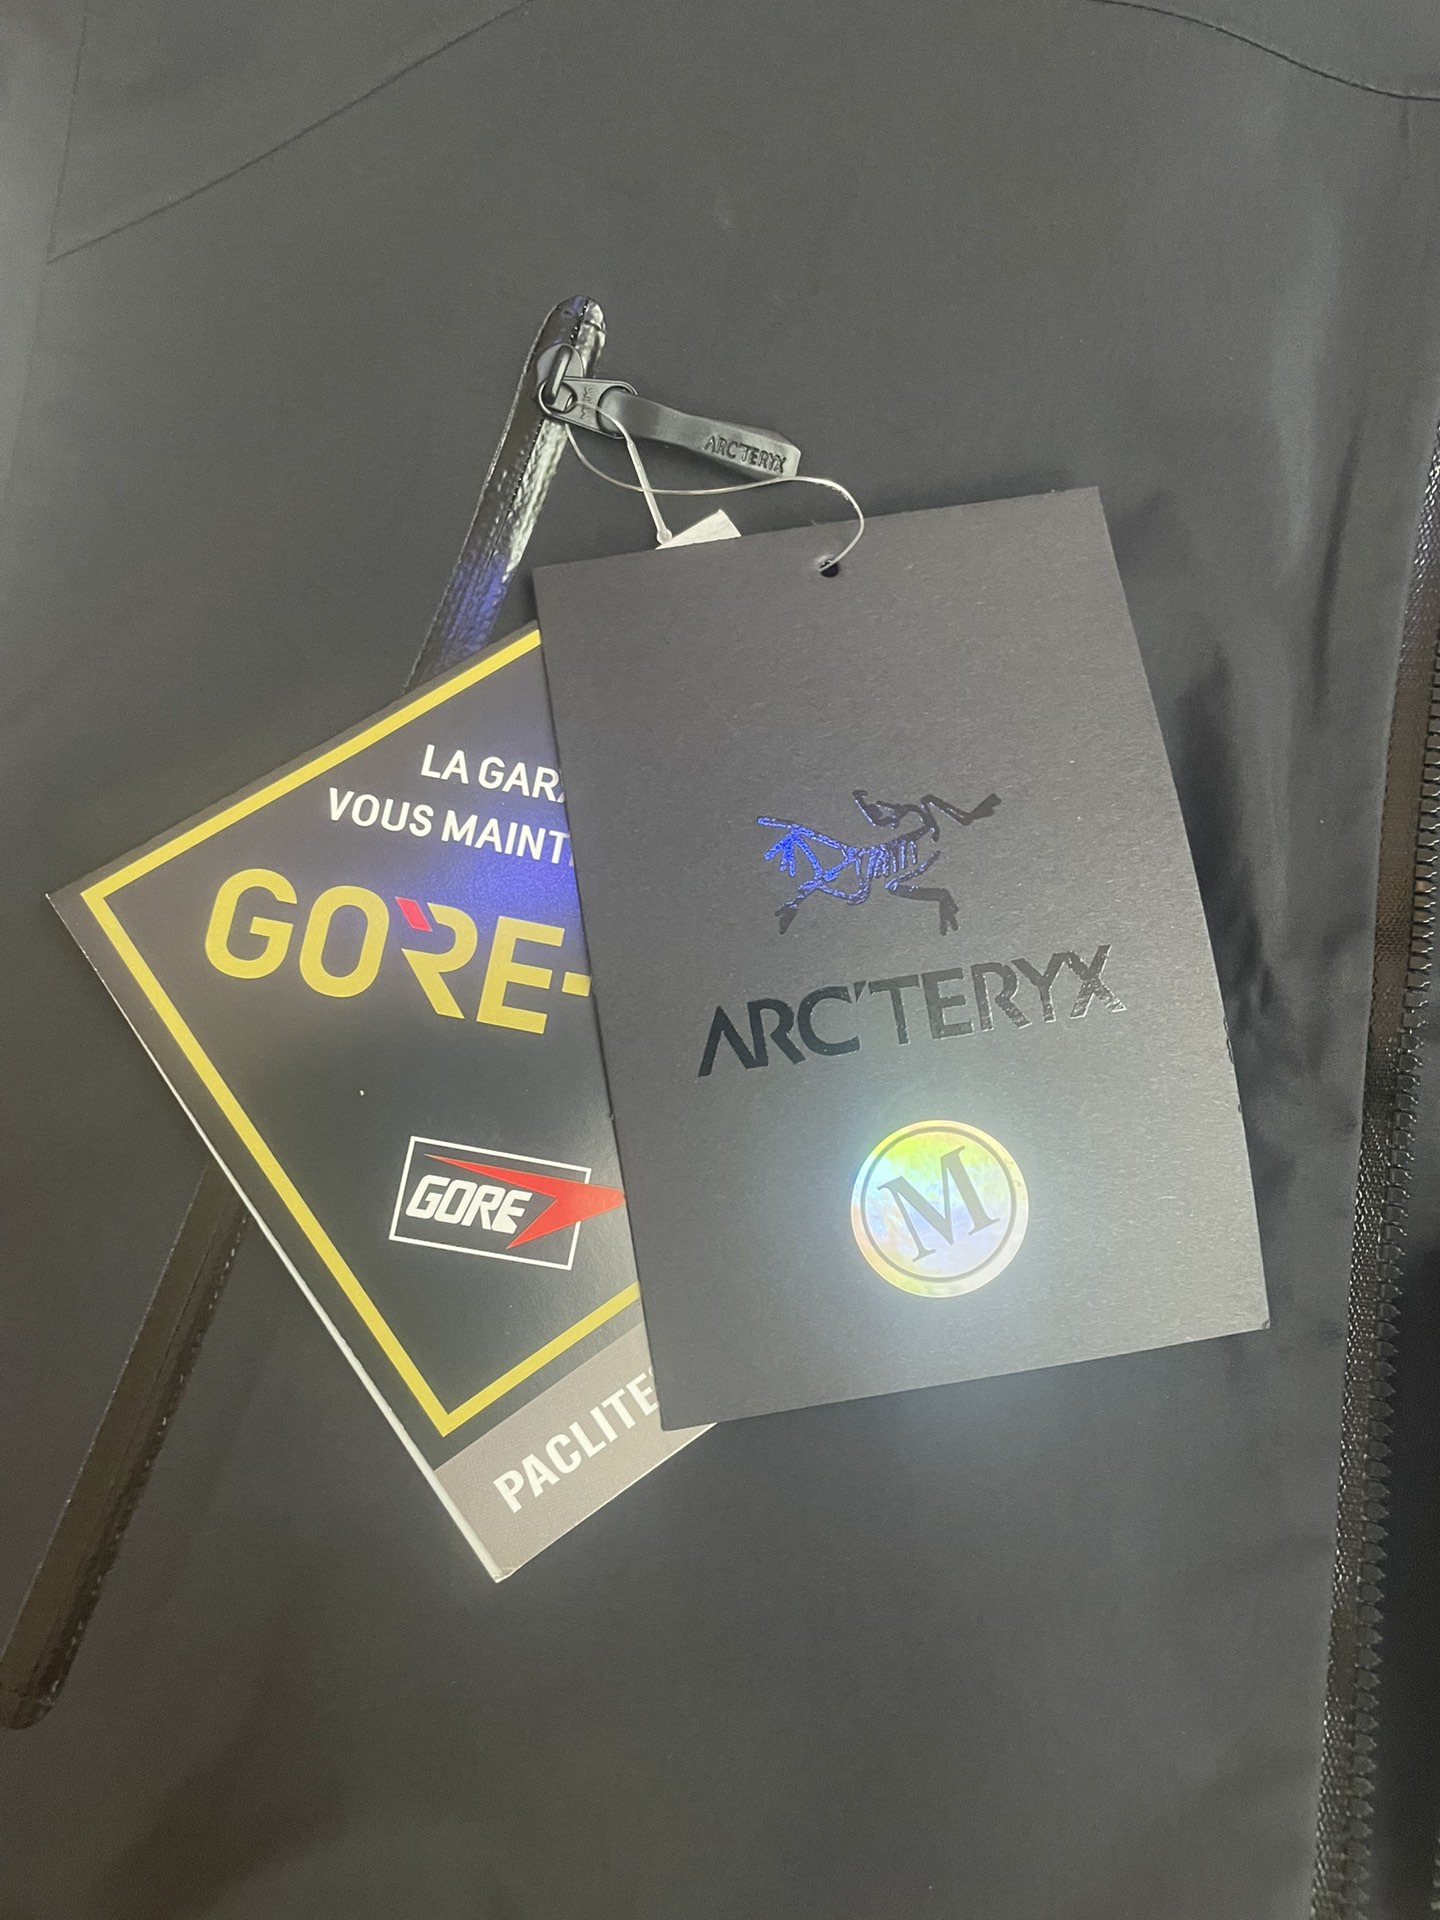 ARC'TERYX
LA GAR
VOUS MAINT
GORE-
GORE
PACLITE
ARC'TERYX
M